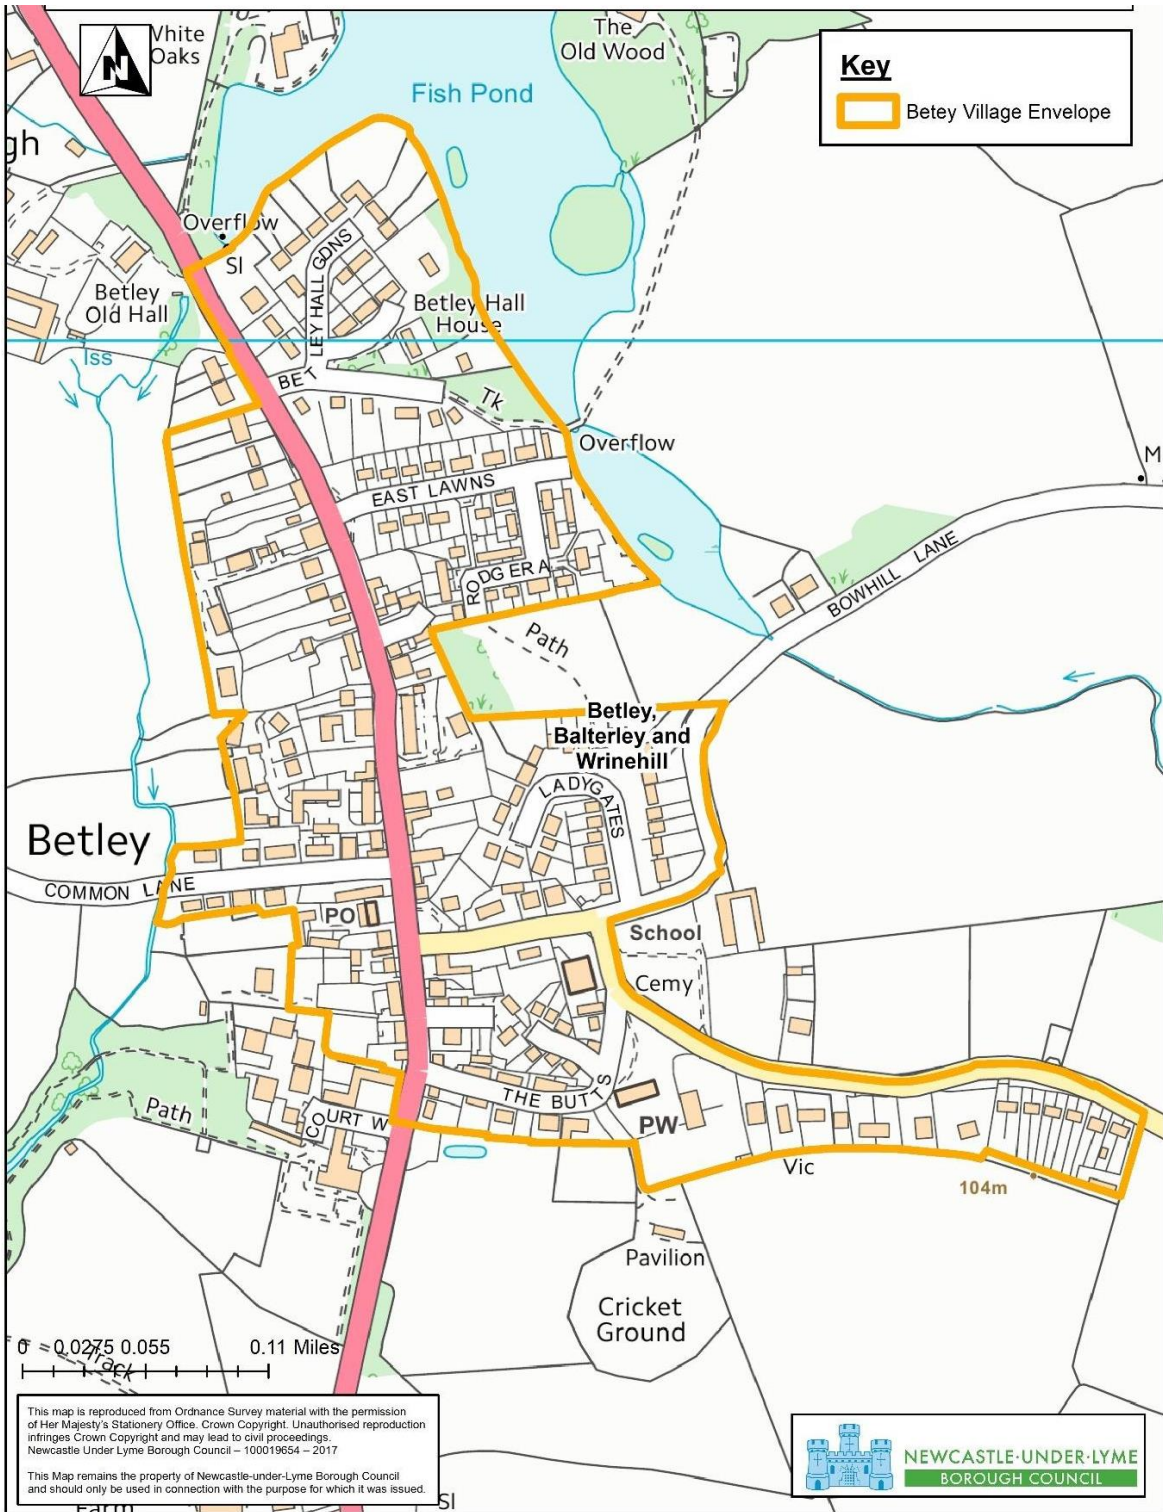 White
Oaks
The
Old Wood
Fish Pond
Key
Betey Village Envelope
N
gh
Overflow
Sl
Betley
Old Hall
LEY HALL GDNS
Betley Hall
House
Iss
BET
Tk
Overflow
EAST LAWNS
M
BOWHILL LANE
RODGER A
Path
Betley,
Balterley and
Wrinehill
LADYGATES
Betley
COMMON LANE
PO
School
Cemy
THE BUTTS
Path
COURT W
PW
Vic
104m
Pavilion
Cricket
Ground
0 0.0275 0.055 0.11 Miles
Track
This map is reproduced from Ordnance Survey material with the permission
of Her Majesty's Stationery Office. Crown Copyright. Unauthorised reproduction
infringes Crown Copyright and may lead to civil proceedings.
Newcastle Under Lyme Borough Council – 100019654 – 2017
This Map remains the property of Newcastle-under-Lyme Borough Council
and should only be used in connection with the purpose for which it was issued.
NEWCASTLE·UNDER·LYME
BOROUGH COUNCIL
Farm
Sl